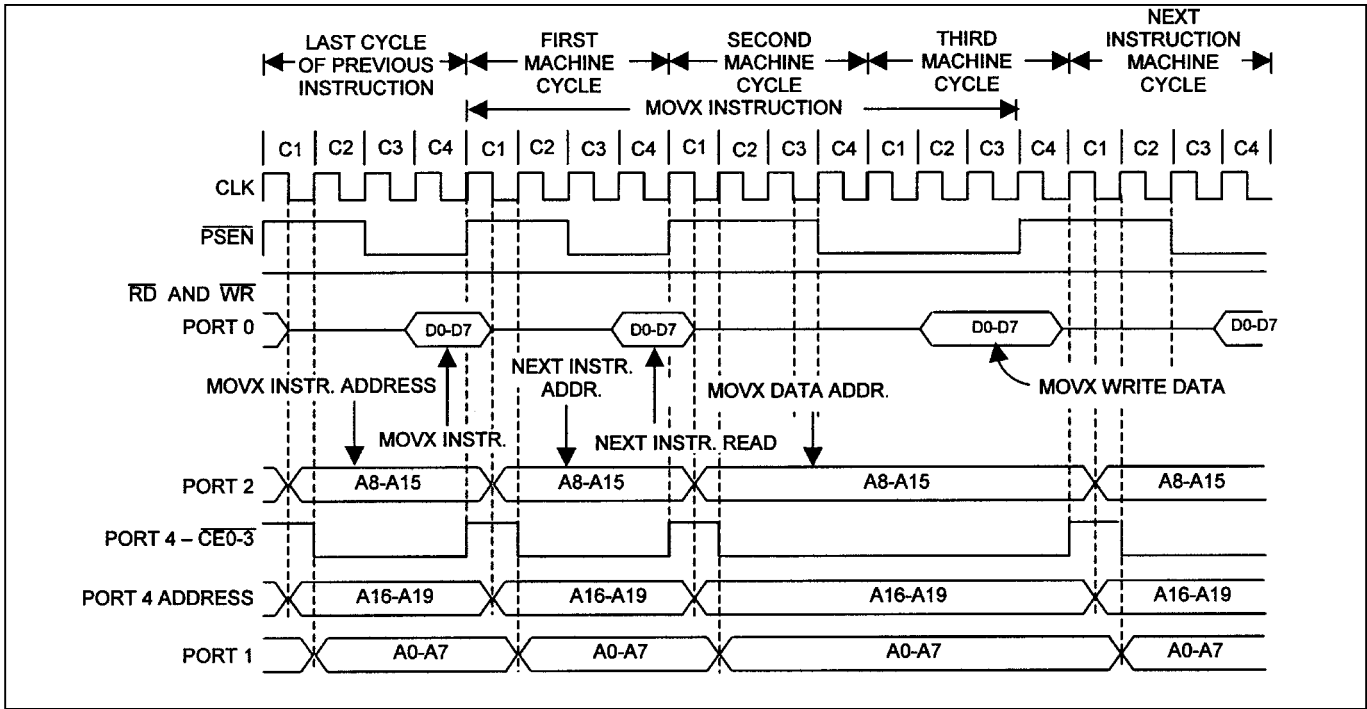 LAST CYCLE OF PREVIOUS INSTRUCTION
FIRST MACHINE CYCLE
SECOND MACHINE CYCLE
THIRD MACHINE CYCLE
NEXT INSTRUCTION MACHINE CYCLE
MOVX INSTRUCTION
C1 C2 C3 C4 C1 C2 C3 C4 C1 C2 C3 C4 C1 C2 C3 C4 C1 C2 C3 C4
CLK
PSEN
RD AND WR
PORT 0 D0-D7 D0-D7 D0-D7 D0-D7
MOVX INSTR. ADDRESS
NEXT INSTR. ADDR.
MOVX DATA ADDR.
MOVX WRITE DATA
MOVX INSTR.
NEXT INSTR. READ
PORT 2 A8-A15 A8-A15 A8-A15 A8-A15
PORT 4 – CE0-3
PORT 4 ADDRESS A16-A19 A16-A19 A16-A19 A16-A19
PORT 1 A0-A7 A0-A7 A0-A7 A0-A7